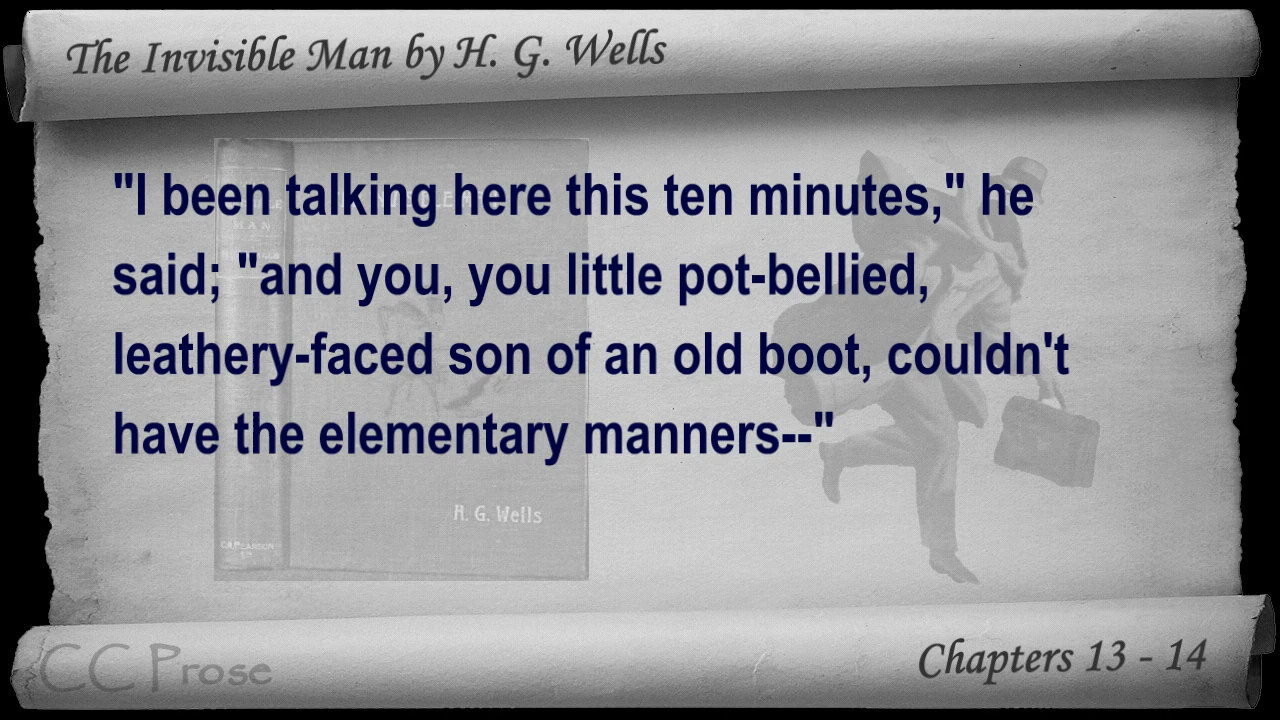 The Invisible Man by H. G. Wells
"I been talking here this ten minutes," he
said; "and you, you little pot-bellied,
leathery-faced son of an old boot, couldn't
have the elementary manners--"
H. G. Wells
CC Prose
Chapters 13 - 14